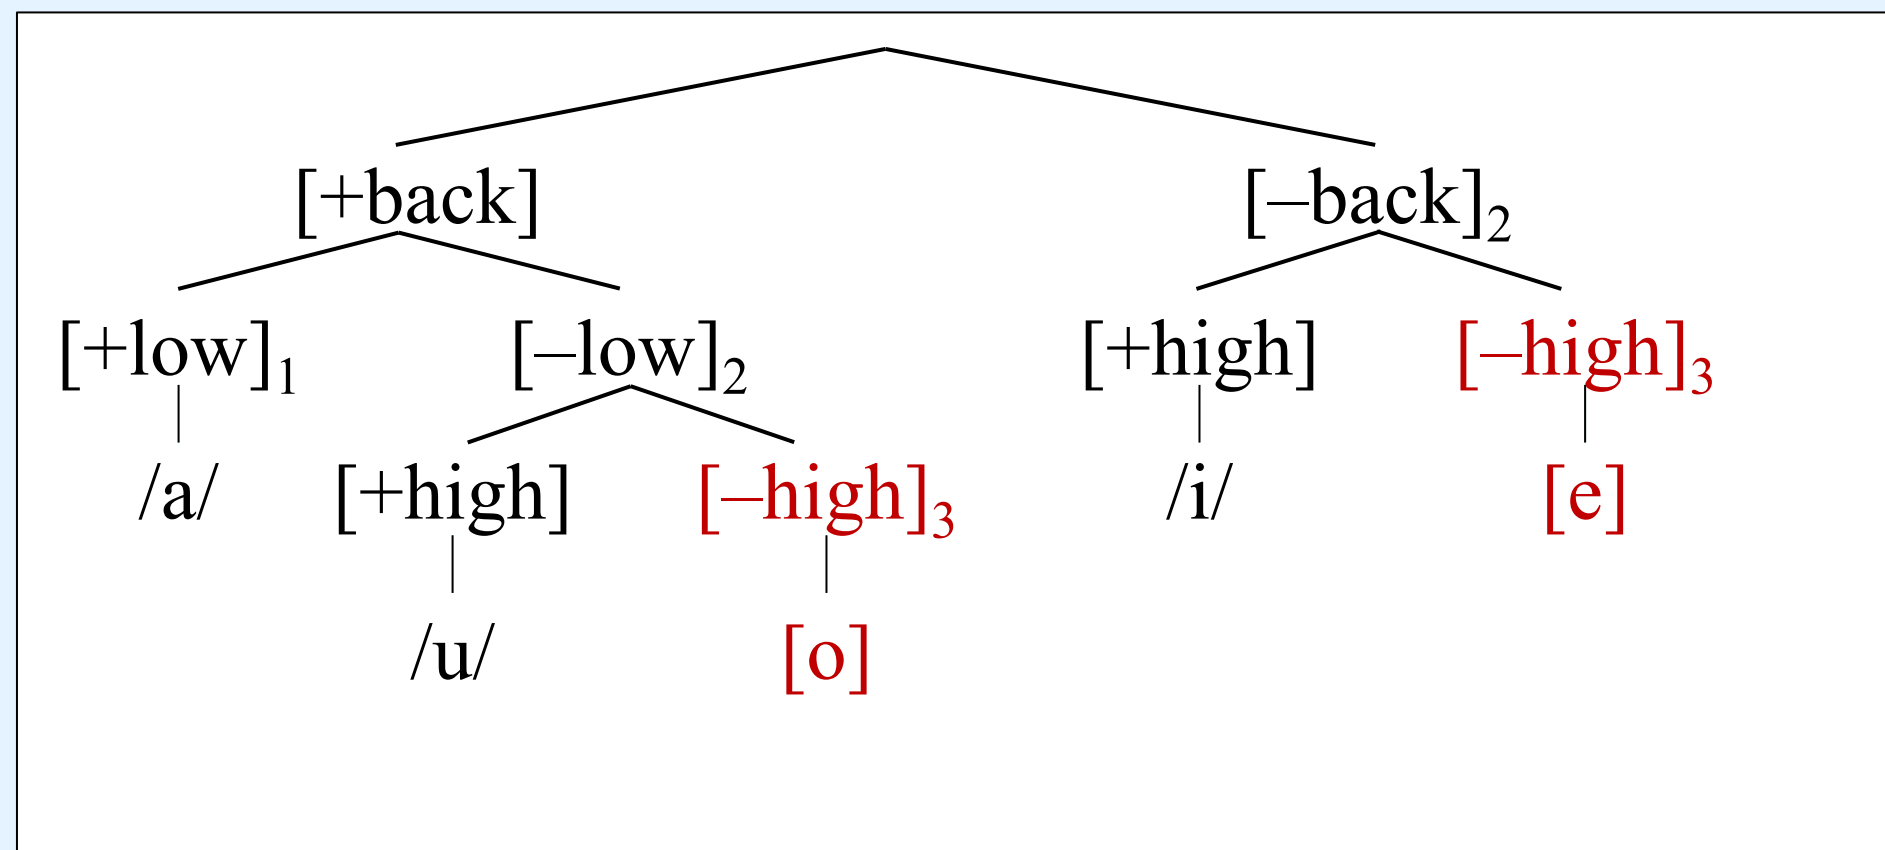 [+back] [–back]₂
[+low]₁ [–low]₂ [+high] [–high]₃
/a/ [+high] [–high]₃ /i/ [e]
/u/ [o]